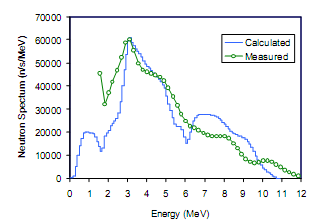 70000
60000
50000
40000
30000
20000
10000
0
Neutron Spectum (n/s/MeV)
Calculated
Measured
0 1 2 3 4 5 6 7 8 9 10 11 12
Energy (MeV)